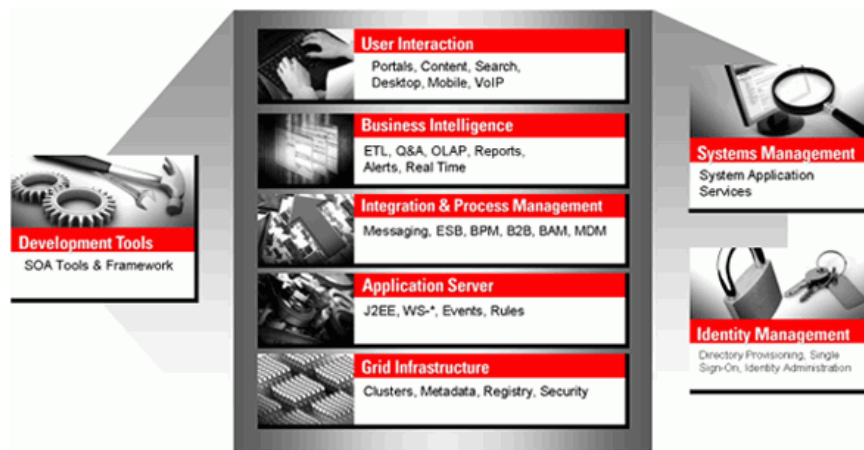 User Interaction
Portals, Content, Search,
Desktop, Mobile, VoIP
Business Intelligence
ETL, Q&A, OLAP, Reports,
Alerts, Real Time
Integration & Process Management
Messaging, ESB, BPM, B2B, BAM, MDM
Application Server
J2EE, WS-*, Events, Rules
Grid Infrastructure
Clusters, Metadata, Registry, Security
Development Tools
SOA Tools & Framework
Systems Management
System Application
Services
Identity Management
Directory Provisioning, Single
Sign-On, Identity Administration